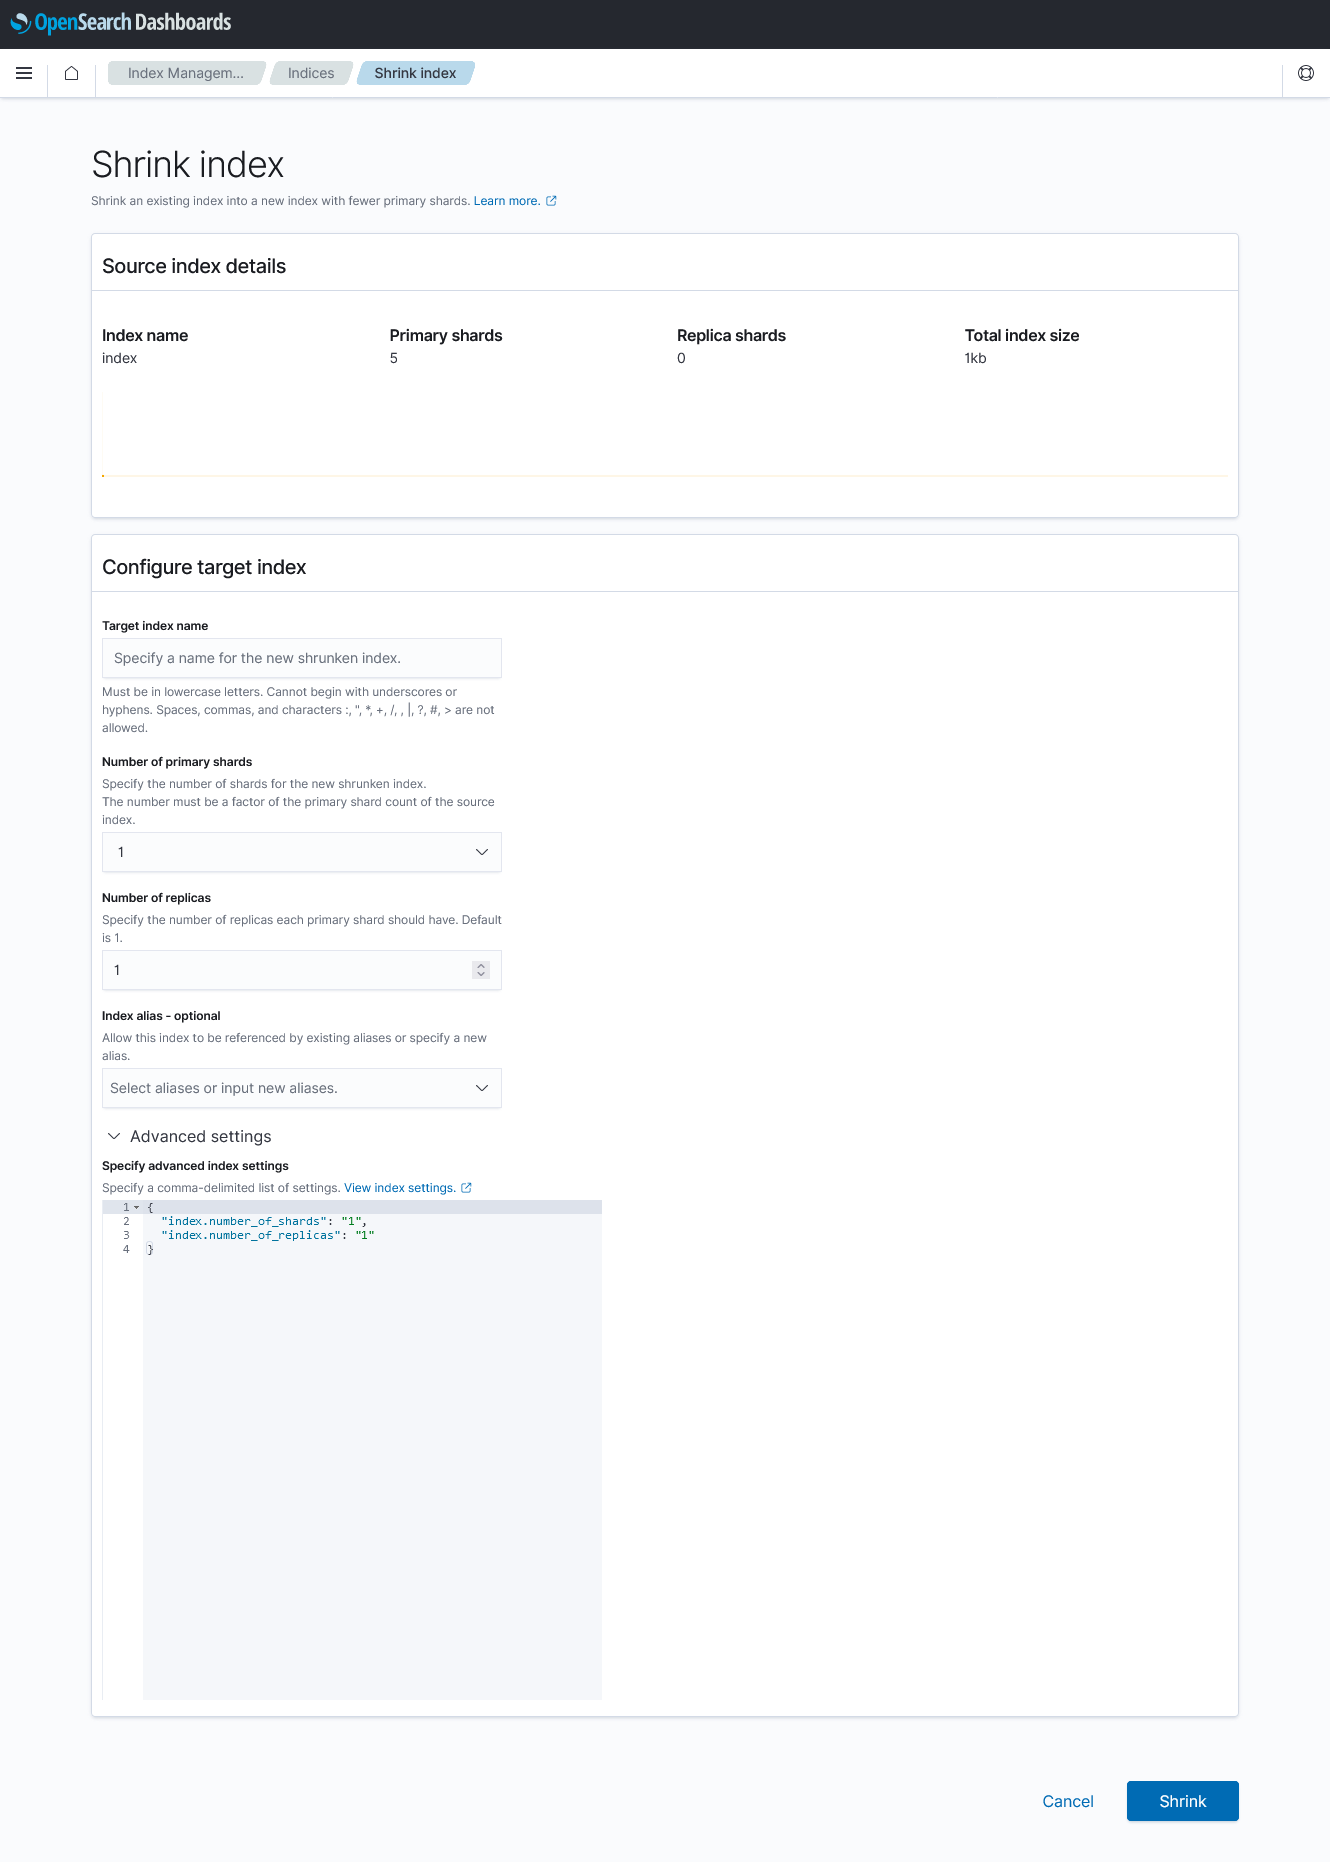 OpenSearch Dashboards
Index Managem...
Indices
Shrink index
Shrink index
Shrink an existing index into a new index with fewer primary shards. Learn more.
Source index details
Index name
Primary shards
Replica shards
Total index size
index
5
0
1kb
Configure target index
Target index name
Specify a name for the new shrunken index.
Must be in lowercase letters. Cannot begin with underscores or
hyphens. Spaces, commas, and characters :, ", *, +, /, , |, ?, #, > are not
allowed.
Number of primary shards
Specify the number of shards for the new shrunken index.
The number must be a factor of the primary shard count of the source
index.
1
Number of replicas
Specify the number of replicas each primary shard should have. Default
is 1.
1
Index alias - optional
Allow this index to be referenced by existing aliases or specify a new
alias.
Select aliases or input new aliases.
Advanced settings
Specify advanced index settings
Specify a comma-delimited list of settings. View index settings.
1 {
2 "index.number_of_shards": "1",
3 "index.number_of_replicas": "1"
4 }
Cancel
Shrink